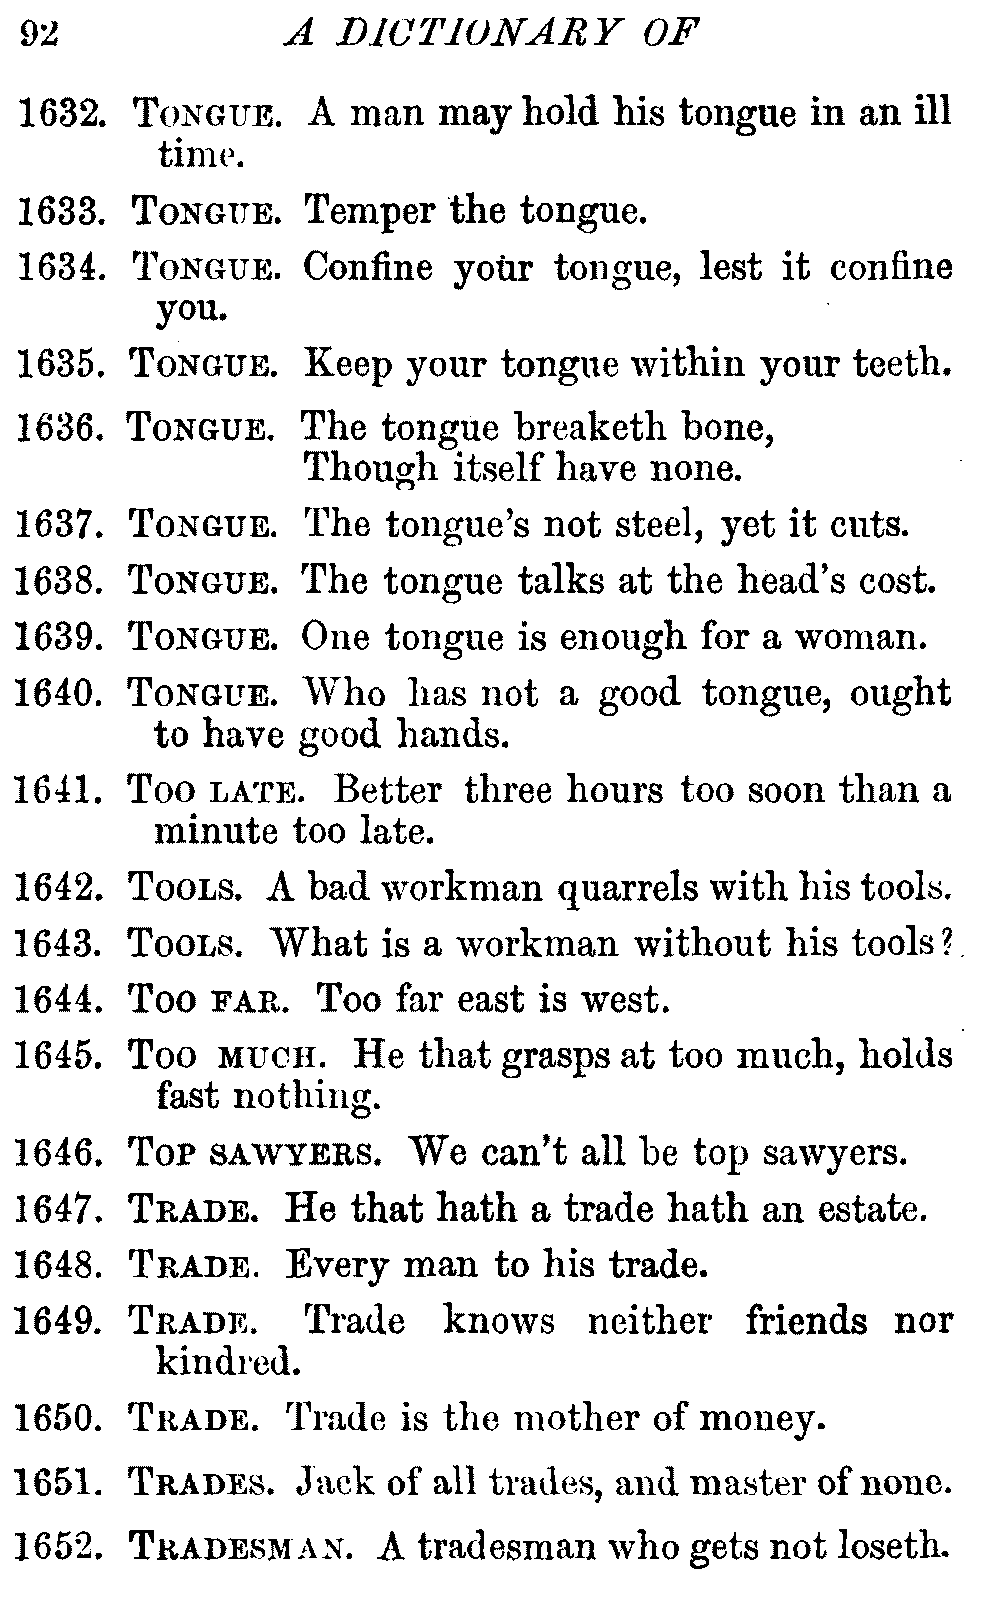 92 A DICTIONARY OF
1632. TONGUE. A man may hold his tongue in an ill
time.
1633. TONGUE. Temper the tongue.
1634. TONGUE. Confine your tongue, lest it confine
you.
1635. TONGUE. Keep your tongue within your teeth.
1636. TONGUE. The tongue breaketh bone,
Though itself have none.
1637. TONGUE. The tongue's not steel, yet it cuts.
1638. TONGUE. The tongue talks at the head's cost.
1639. TONGUE. One tongue is enough for a woman.
1640. TONGUE. Who has not a good tongue, ought
to have good hands.
1641. TOO LATE. Better three hours too soon than a
minute too late.
1642. TOOLS. A bad workman quarrels with his tools.
1643. TOOLS. What is a workman without his tools?
1644. TOO FAR. Too far east is west.
1645. TOO MUCH. He that grasps at too much, holds
fast nothing.
1646. TOP SAWYERS. We can't all be top sawyers.
1647. TRADE. He that hath a trade hath an estate.
1648. TRADE. Every man to his trade.
1649. TRADE. Trade knows neither friends nor
kindred.
1650. TRADE. Trade is the mother of money.
1651. TRADES. Jack of all trades, and master of none.
1652. TRADESMAN. A tradesman who gets not loseth.